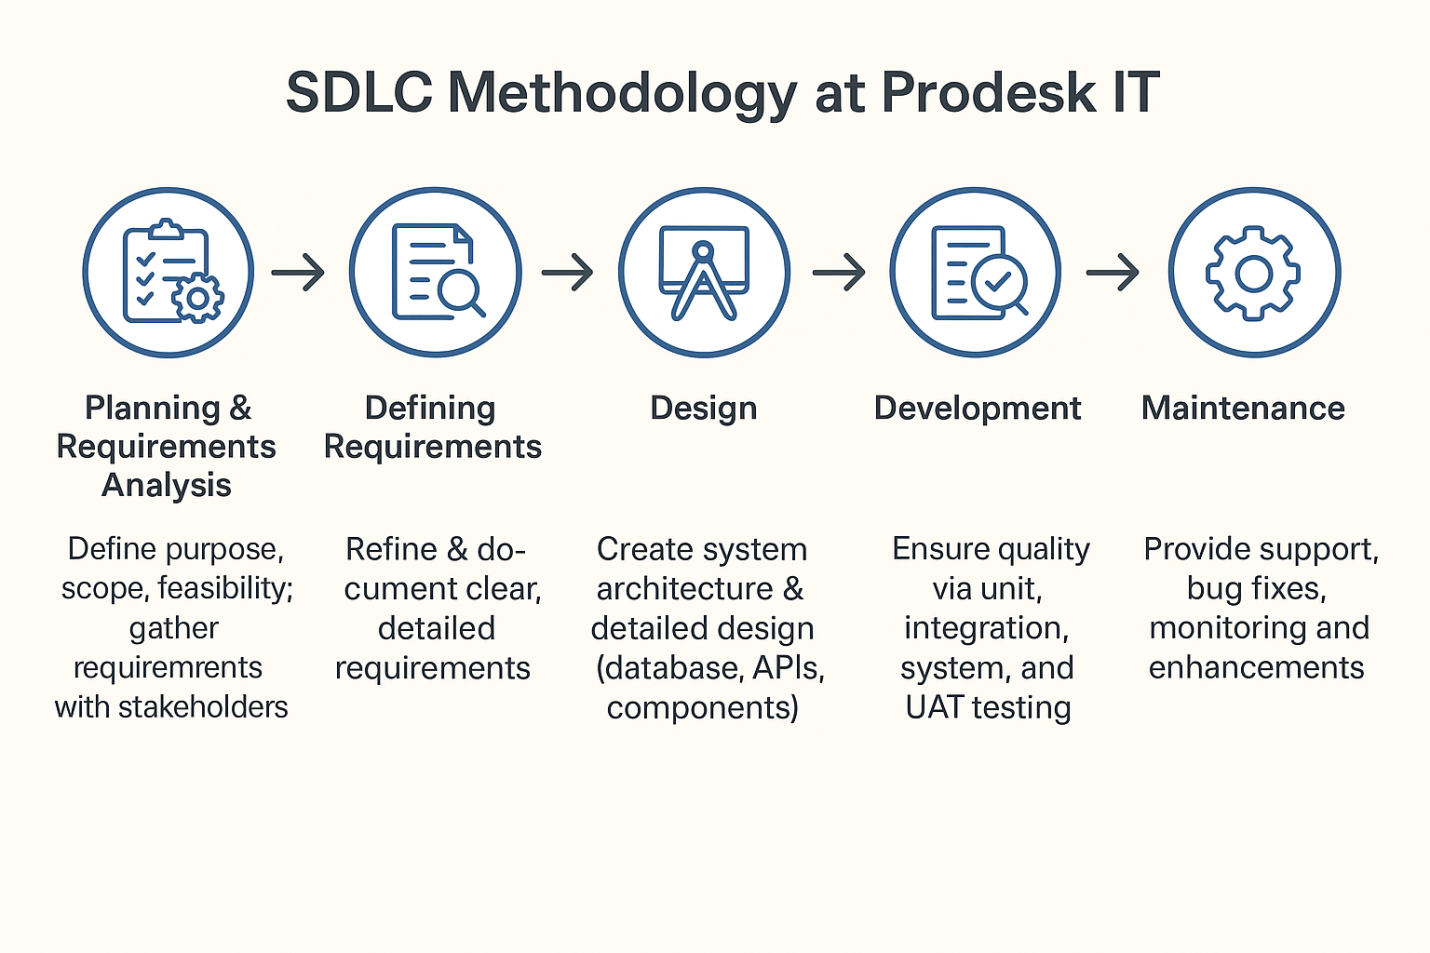 SDLC Methodology at Prodesk IT
Planning &
Requirements
Analysis
Define purpose,
scope, feasibility;
gather
requiremrents
with stakeholders
Defining
Requirements
Refine & do-
cument clear,
detailed
requirements
Design
Create system
architecture &
detailed design
(database, APIs,
components)
Development
Ensure quality
via unit,
integration,
system, and
UAT testing
Maintenance
Provide support,
bug fixes,
monitoring and
enhancements